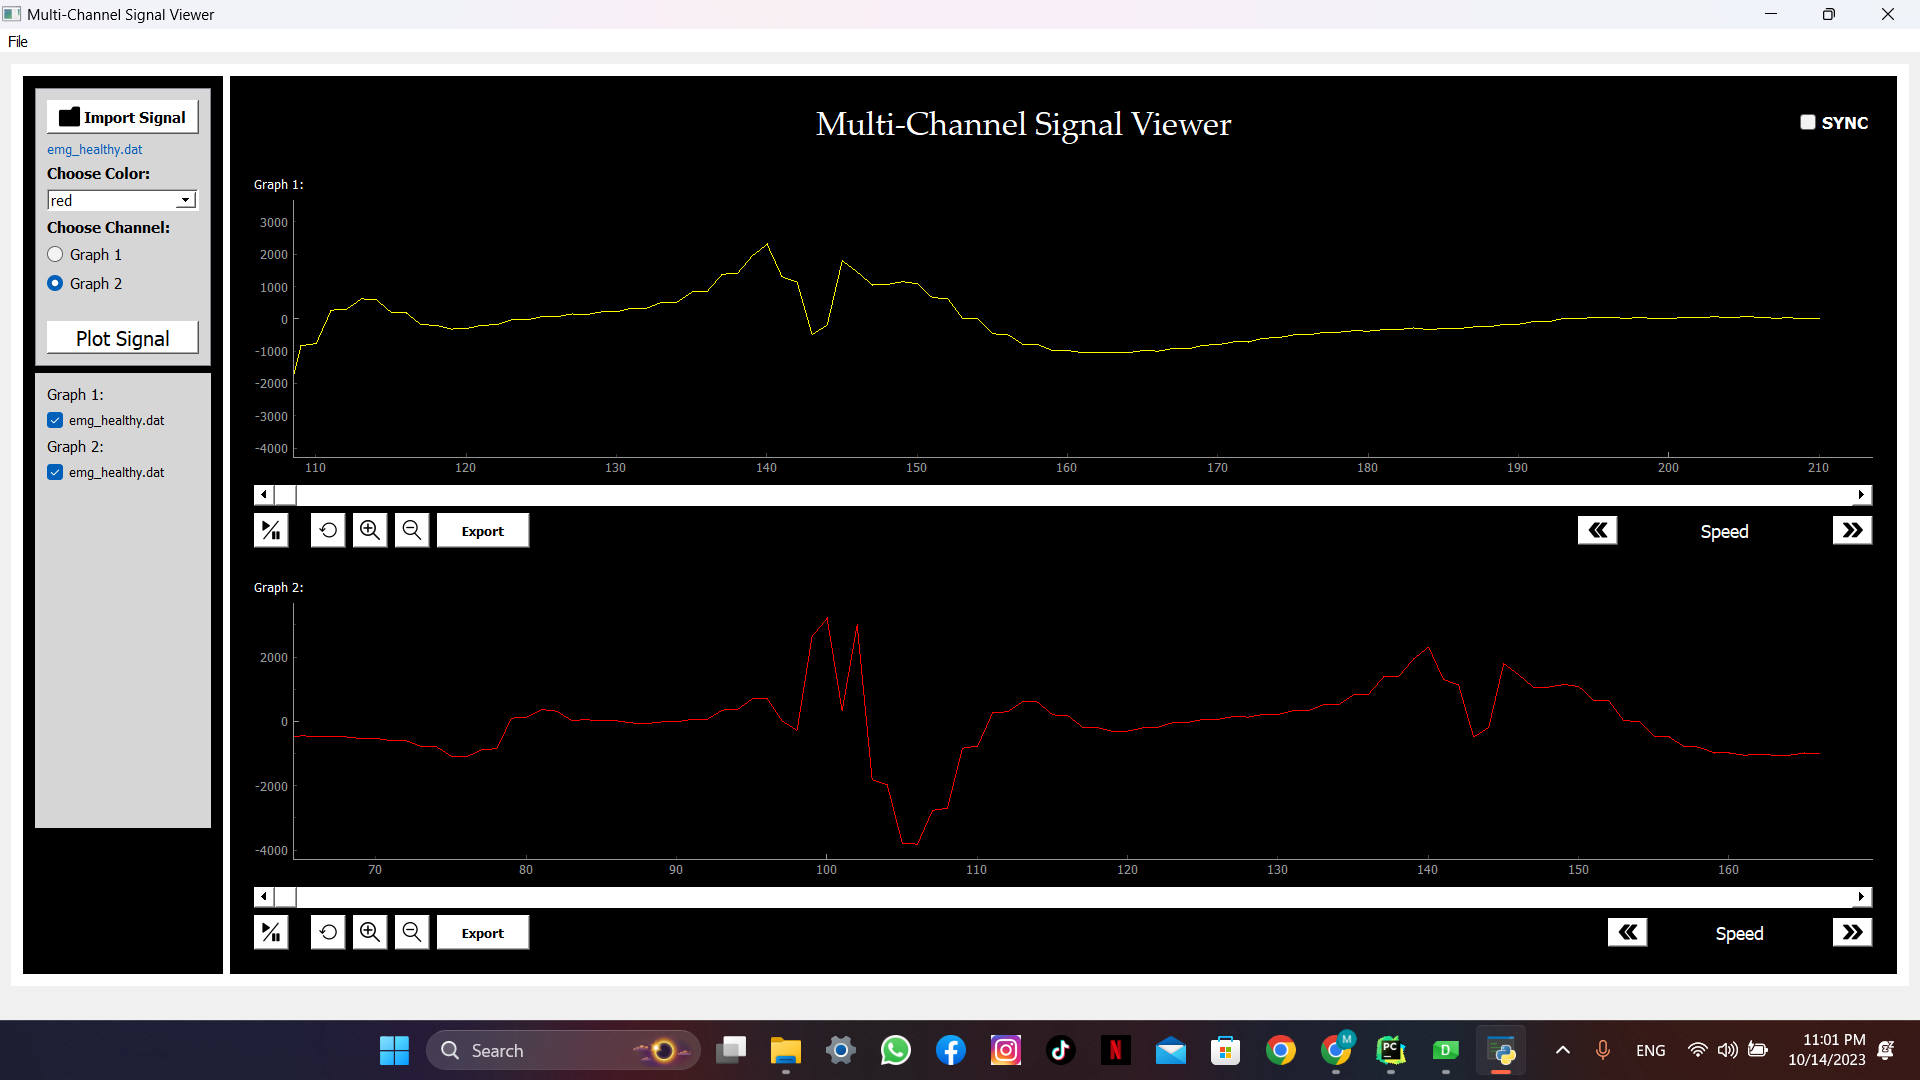 Multi-Channel Signal Viewer
File
Import Signal
emg_healthy.dat
Choose Color:
red
Choose Channel:
Graph 1
Graph 2
Plot Signal
Graph 1:
emg_healthy.dat
Graph 2:
emg_healthy.dat
Multi-Channel Signal Viewer
SYNC
Graph 1:
3000
2000
1000
0
-1000
-2000
-3000
-4000
110 120 130 140 150 160 170 180 190 200 210
Export
Speed
Graph 2:
2000
0
-2000
-4000
70 80 90 100 110 120 130 140 150 160
Export
Speed
Search
N
M
PC
D
ENG
11:01 PM
10/14/2023